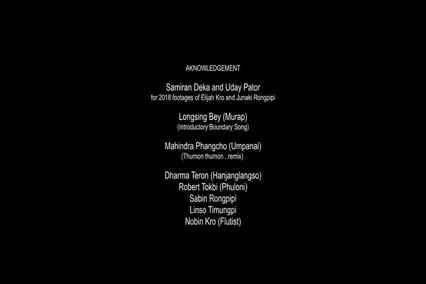 AKNOWLEDGEMENT
Samiran Deka and Uday Pator
for 2018 footages of Elijah Kro and Junaki Rongpipi
Longsing Bey (Murap)
(Introductory Boundary Song)
Mahindra Phangcho (Umpanai)
(Thurnon thurnon...remix)
Dharma Teron (Hanjanglangso)
Robert Tokbi (Phuloni)
Sabin Rongpipi
Linso Timungpi
Nobin Kro (Flutist)